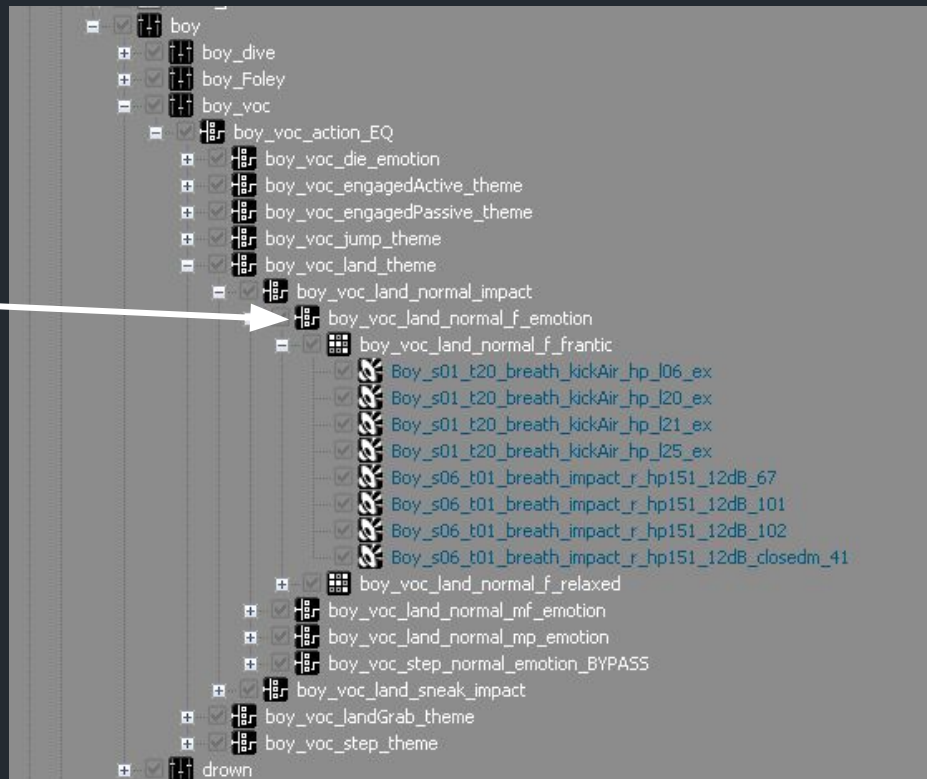 boy
boy_dive
boy_Foley
boy_voc
boy_voc_action_EQ
boy_voc_die_emotion
boy_voc_engagedActive_theme
boy_voc_engagedPassive_theme
boy_voc_jump_theme
boy_voc_land_theme
boy_voc_land_normal_impact
boy_voc_land_normal_f_emotion
boy_voc_land_normal_f_frantic
Boy_s01_t20_breath_kickAir_hp_l06_ex
Boy_s01_t20_breath_kickAir_hp_l20_ex
Boy_s01_t20_breath_kickAir_hp_l21_ex
Boy_s01_t20_breath_kickAir_hp_l25_ex
Boy_s06_t01_breath_impact_r_hp151_12dB_67
Boy_s06_t01_breath_impact_r_hp151_12dB_101
Boy_s06_t01_breath_impact_r_hp151_12dB_102
Boy_s06_t01_breath_impact_r_hp151_12dB_closedm_41
boy_voc_land_normal_f_relaxed
boy_voc_land_normal_mf_emotion
boy_voc_land_normal_mp_emotion
boy_voc_step_normal_emotion_BYPASS
boy_voc_land_sneak_impact
boy_voc_landGrab_theme
boy_voc_step_theme
drown